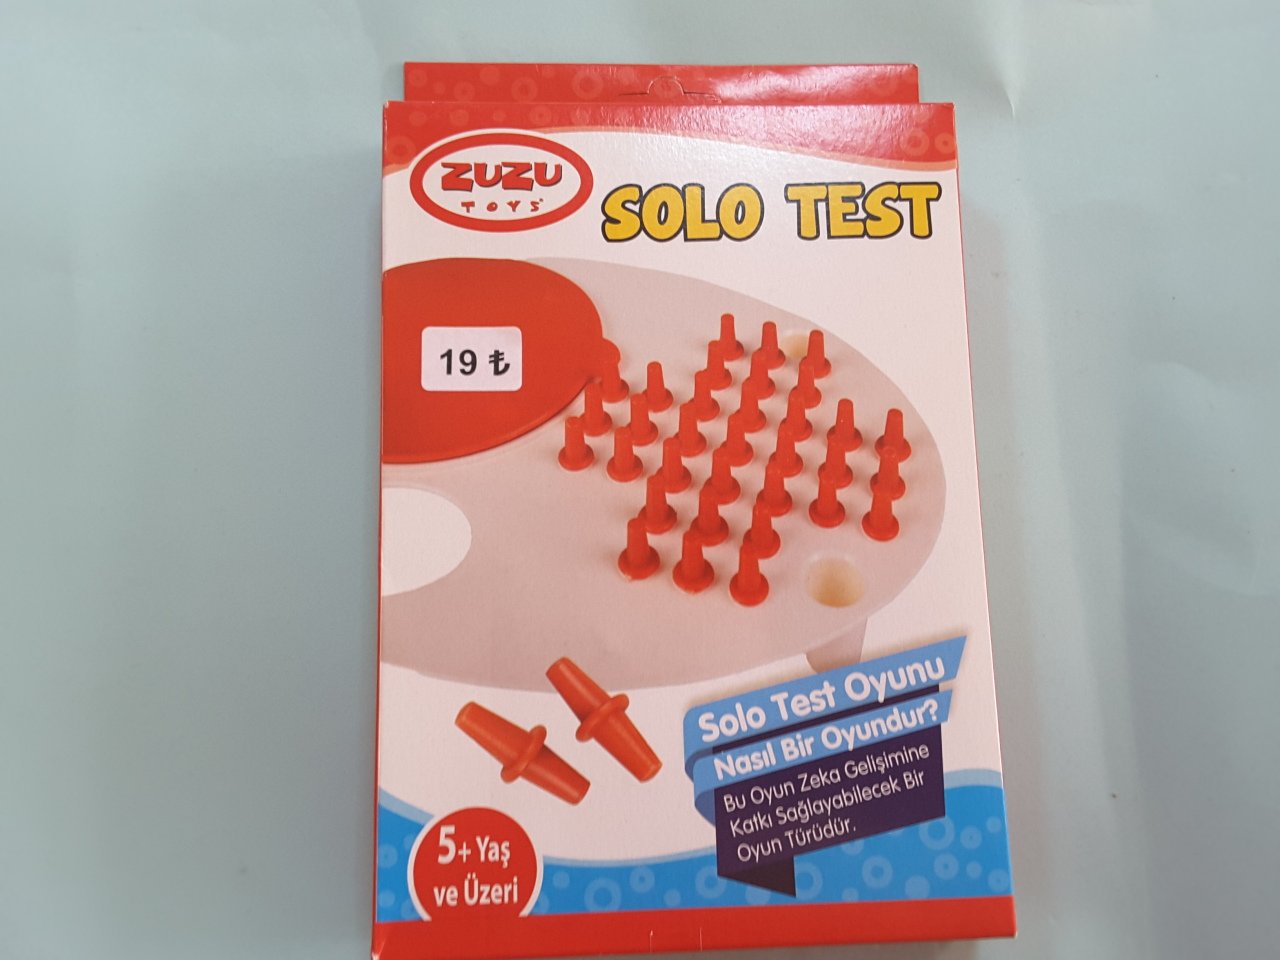 ZUZU
TOYS
SOLO TEST
19 ₺
Solo Test Oyunu
Nasıl Bir Oyundur?
Bu Oyun Zeka Gelişimine
Katkı Sağlayabilecek Bir
Oyun Türüdür.
5+ Yaş
ve Üzeri